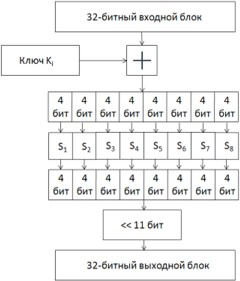 32-битный входной блок
Ключ Ki
+
4 4 4 4 4 4 4 4
бит бит бит бит бит бит бит бит
S1 S2 S3 S4 S5 S6 S7 S8
4 4 4 4 4 4 4 4
бит бит бит бит бит бит бит бит
<< 11 бит
32-битный выходной блок